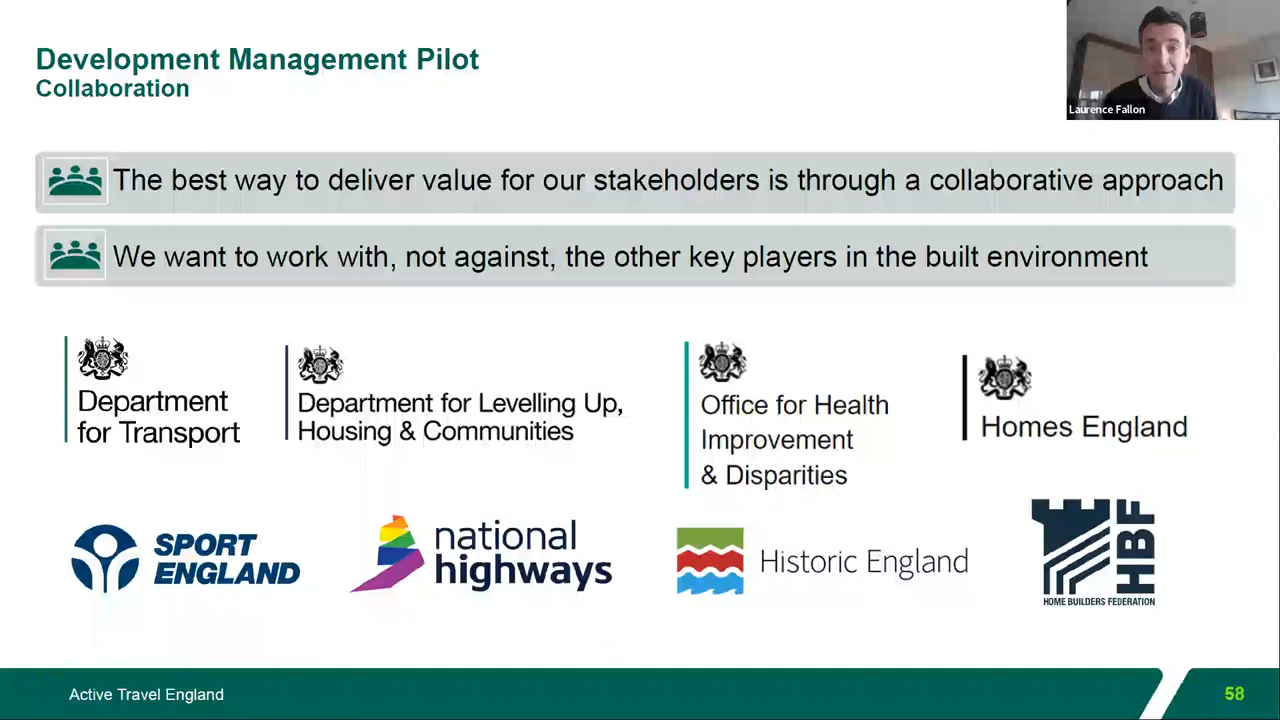 Development Management Pilot
Collaboration
Laurence Fallon
The best way to deliver value for our stakeholders is through a collaborative approach
We want to work with, not against, the other key players in the built environment
Department
for Transport
Department for Levelling Up,
Housing & Communities
Office for Health
Improvement
& Disparities
Homes England
SPORT
ENGLAND
national
highways
Historic England
HBF
HOME BUILDERS FEDERATION
Active Travel England
58